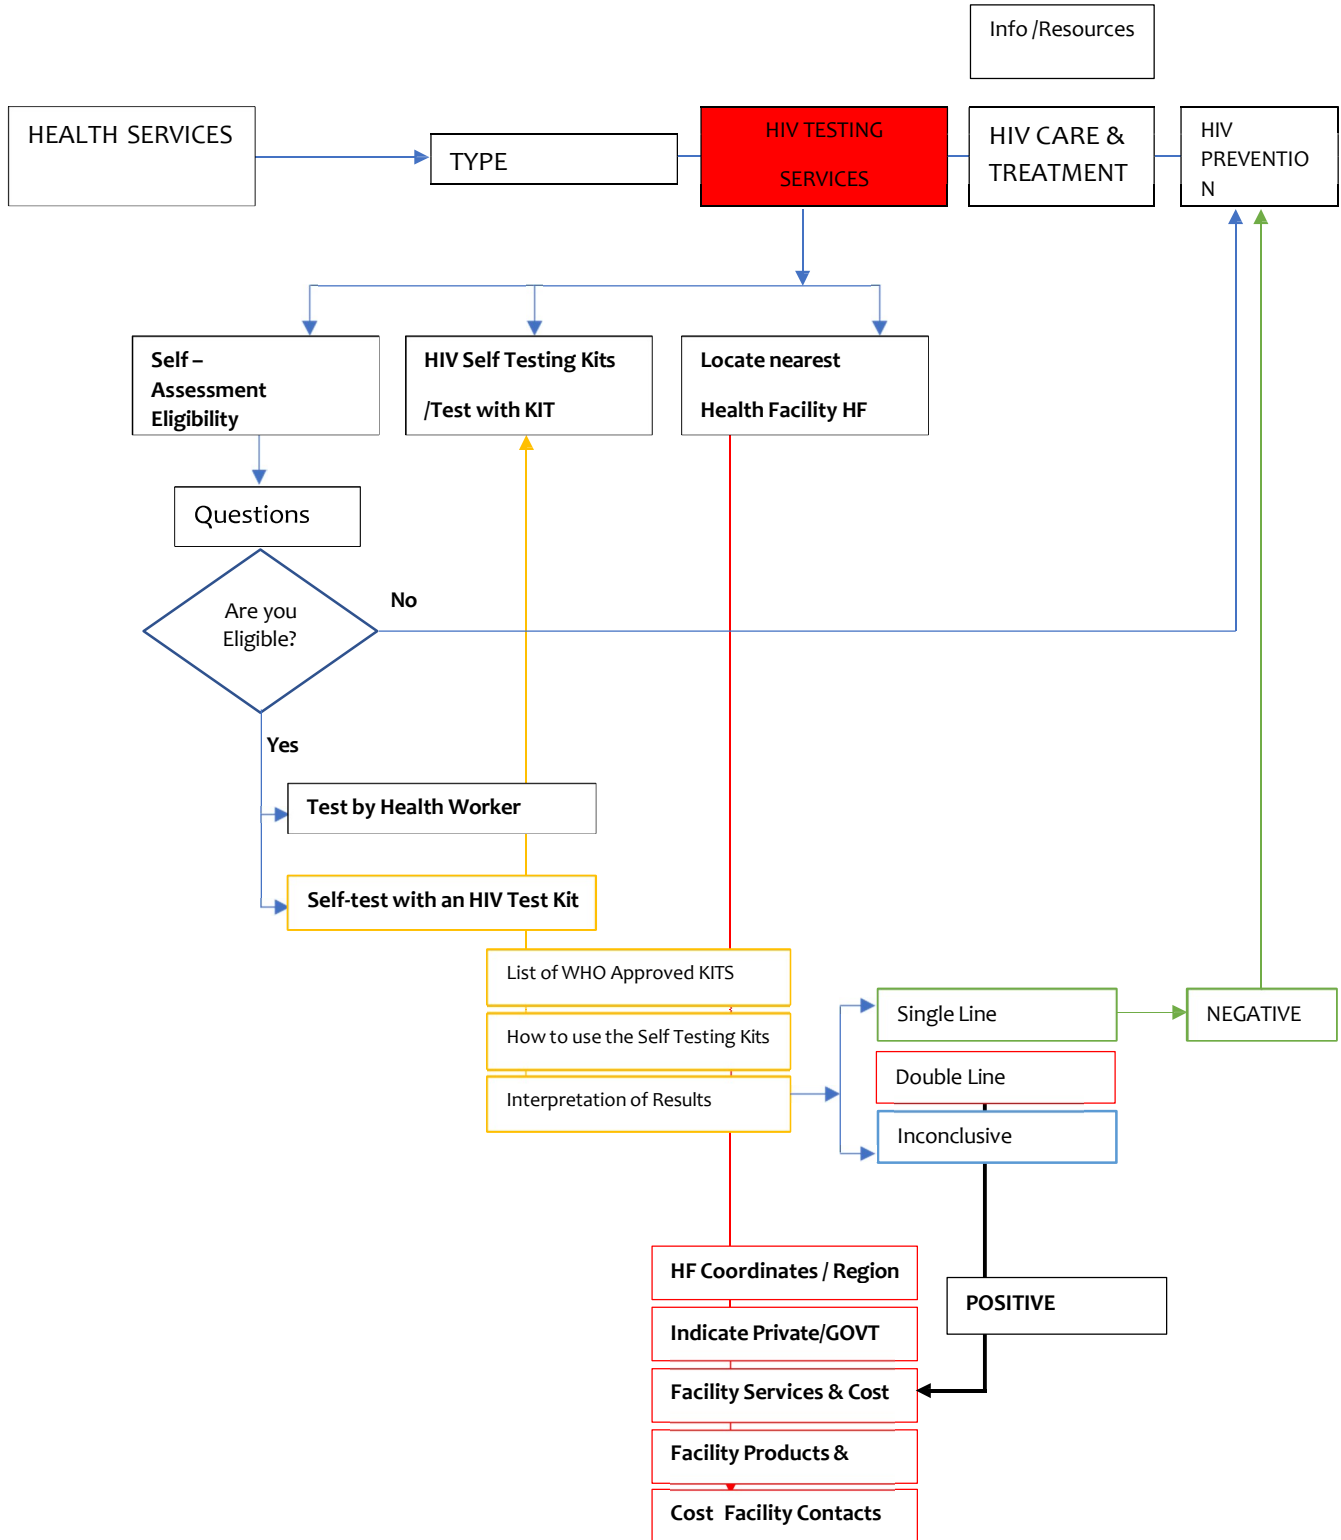 Info /Resources
HEALTH SERVICES
TYPE
HIV TESTING
SERVICES
HIV CARE &
TREATMENT
HIV
PREVENTIO
N
Self –
Assessment
Eligibility
HIV Self Testing Kits
/Test with KIT
Locate nearest
Health Facility HF
Questions
Are you
Eligible?
No
Yes
Test by Health Worker
Self-test with an HIV Test Kit
List of WHO Approved KITS
How to use the Self Testing Kits
Interpretation of Results
Single Line
NEGATIVE
Double Line
Inconclusive
HF Coordinates / Region
POSITIVE
Indicate Private/GOVT
Facility Services & Cost
Facility Products &
Cost Facility Contacts